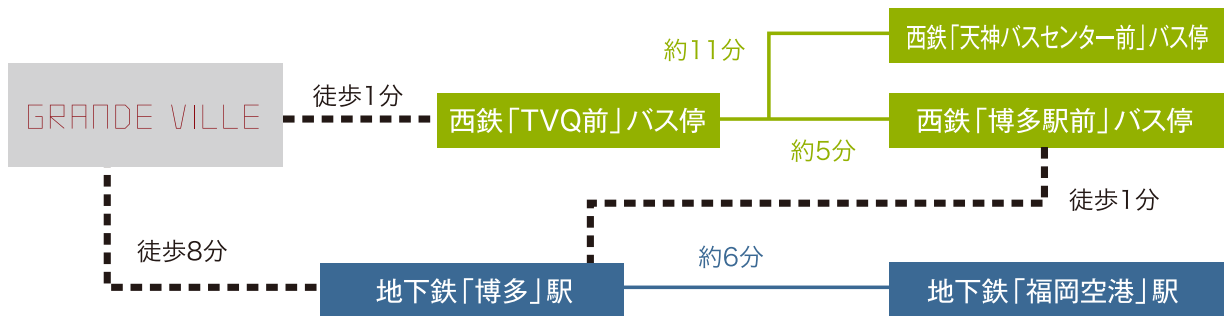 GRANDE VILLE
徒歩1分
西鉄「TVQ前」バス停
約11分
西鉄「天神バスセンター前」バス停
約5分
西鉄「博多駅前」バス停
徒歩1分
徒歩8分
地下鉄「博多」駅
約6分
地下鉄「福岡空港」駅